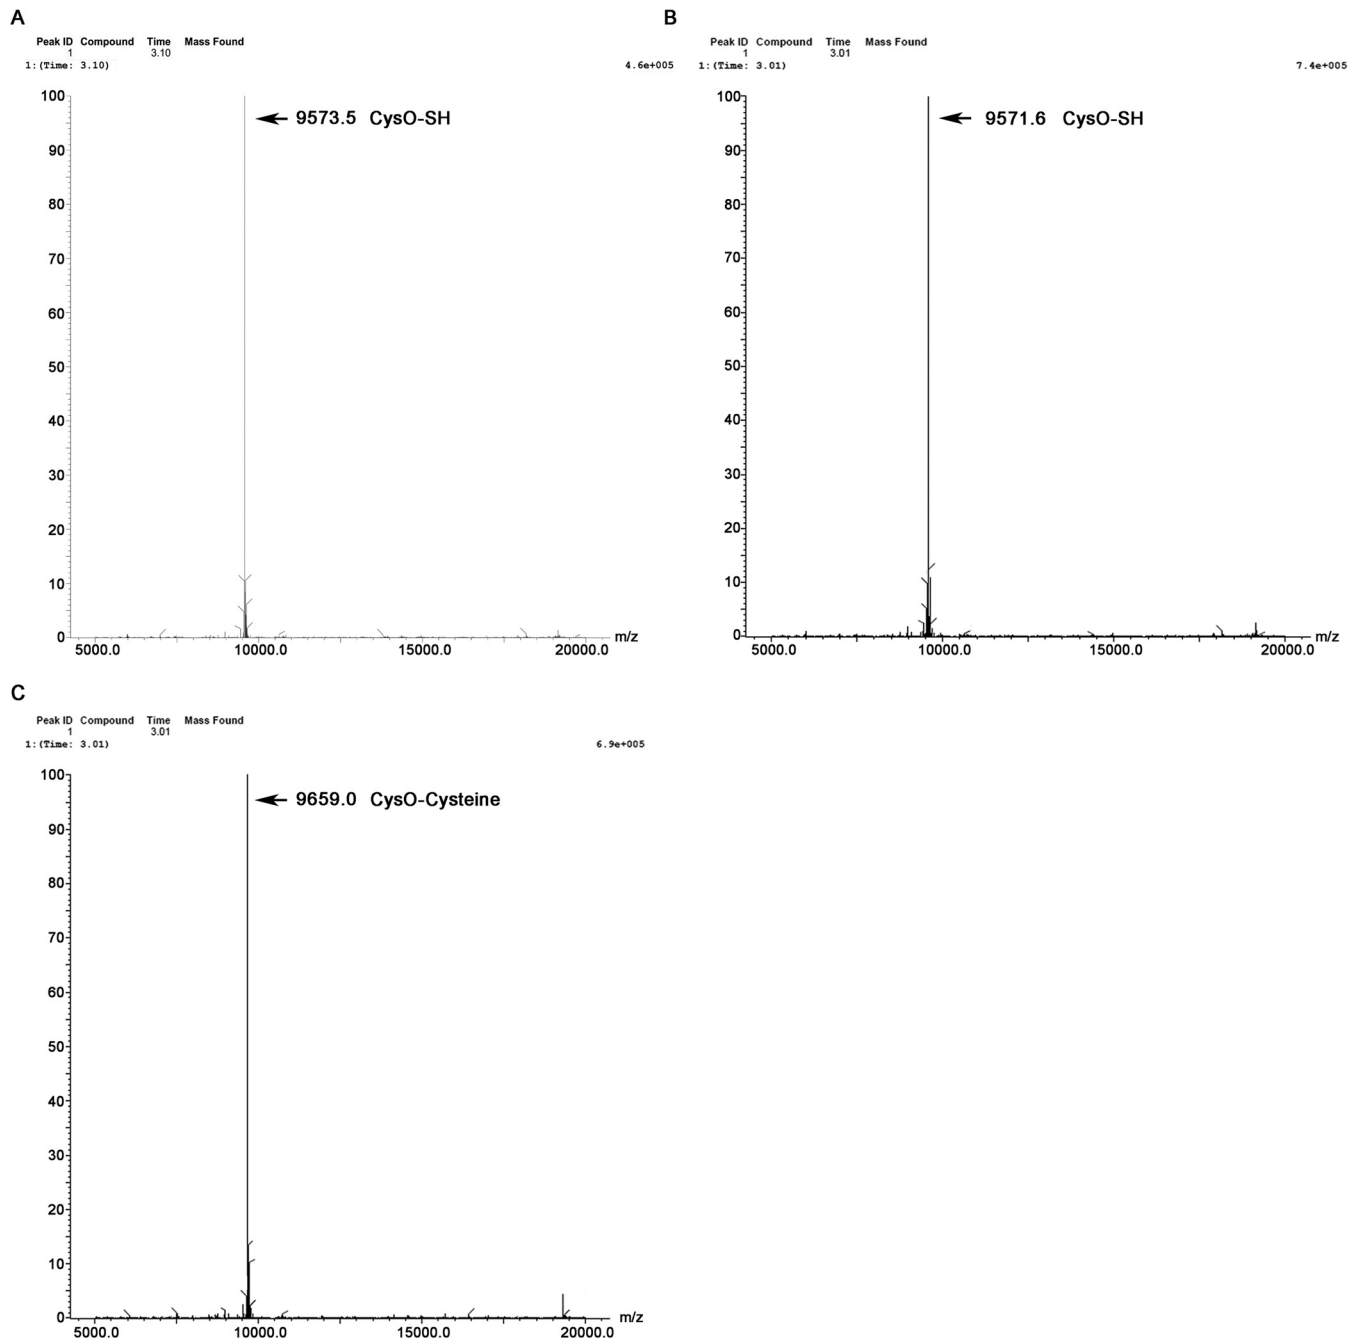 A
Peak ID Compound Time Mass Found
1 3.10
1:(Time: 3.10) 4.6e+005
100
9573.5 CysO-SH
90
80
70
60
50
40
30
20
10
0
m/z
5000.0 10000.0 15000.0 20000.0
B
Peak ID Compound Time Mass Found
1 3.01
1:(Time: 3.01) 7.4e+005
100
9571.6 CysO-SH
90
80
70
60
50
40
30
20
10
0
m/z
5000.0 10000.0 15000.0 20000.0
C
Peak ID Compound Time Mass Found
1 3.01
1:(Time: 3.01) 6.9e+005
100
9659.0 CysO-Cysteine
90
80
70
60
50
40
30
20
10
0
m/z
5000.0 10000.0 15000.0 20000.0